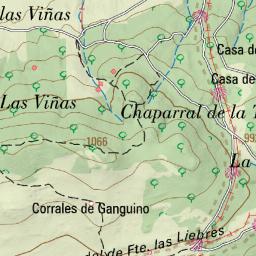 las Viñas
Casa de
Casa de
Las Viñas
Chaparral de la
1066
La
Corrales de Ganguino
de Fte. las Liebres